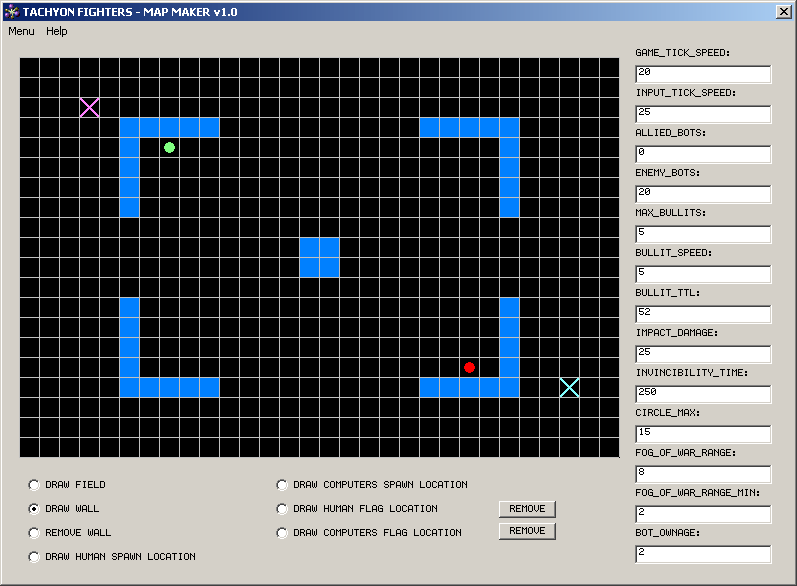 TACHYON FIGHTERS - MAP MAKER v1.0
Menu Help
GAME_TICK_SPEED:
20
INPUT_TICK_SPEED:
25
ALLIED_BOTS:
0
ENEMY_BOTS:
20
MAX_BULLITS:
5
BULLIT_SPEED:
5
BULLIT_TTL:
52
IMPACT_DAMAGE:
25
INVINCIBILITY_TIME:
250
CIRCLE_MAX:
15
FOG_OF_WAR_RANGE:
8
FOG_OF_WAR_RANGE_MIN:
2
BOT_OWNAGE:
2
DRAW FIELD
DRAW WALL
REMOVE WALL
DRAW HUMAN SPAWN LOCATION
DRAW COMPUTERS SPAWN LOCATION
DRAW HUMAN FLAG LOCATION REMOVE
DRAW COMPUTERS FLAG LOCATION REMOVE